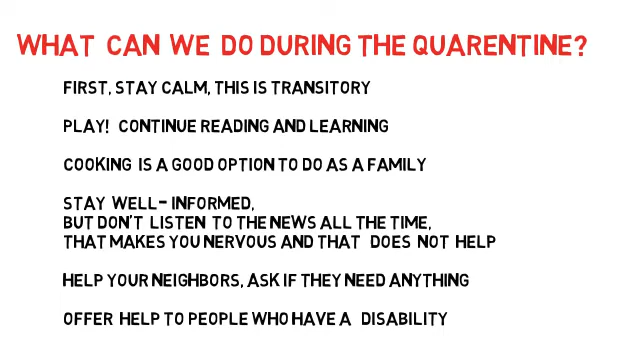 WHAT CAN WE DO DURING THE QUARENTINE?
FIRST, STAY CALM, THIS IS TRANSITORY
PLAY! CONTINUE READING AND LEARNING
COOKING IS A GOOD OPTION TO DO AS A FAMILY
STAY WELL- INFORMED,
BUT DON'T LISTEN TO THE NEWS ALL THE TIME,
THAT MAKES YOU NERVOUS AND THAT DOES NOT HELP
HELP YOUR NEIGHBORS, ASK IF THEY NEED ANYTHING
OFFER HELP TO PEOPLE WHO HAVE A DISABILITY